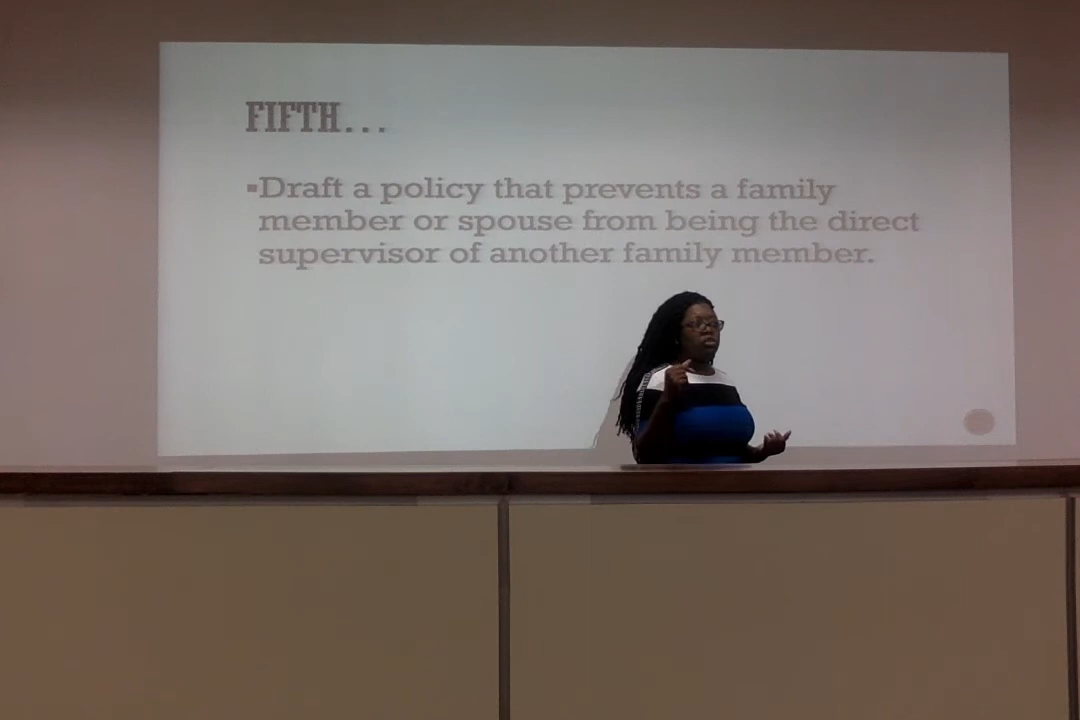 FIFTH...
▪Draft a policy that prevents a family
member or spouse from being the direct
supervisor of another family member.